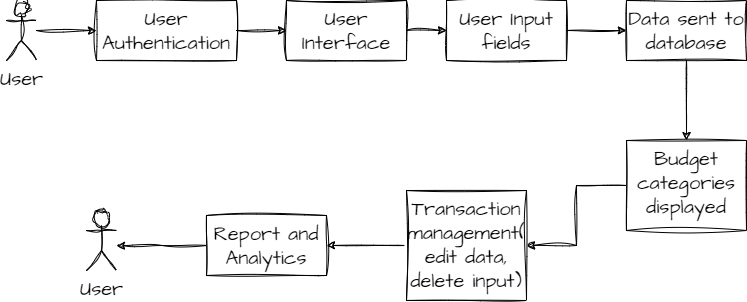 User
User
Authentication
User
Interface
User Input
fields
Data sent to
database
Budget
categories
displayed
Transaction
management(
edit data,
delete input)
Report and
Analytics
User